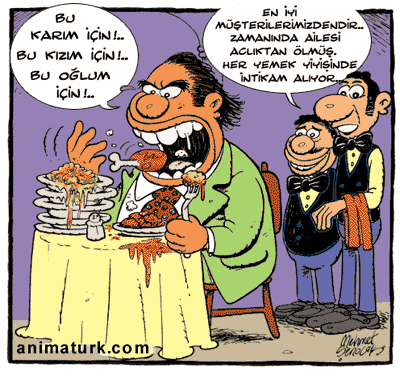 BU
KARIM İÇİN!..
BU KIZIM İÇİN!..
BU OĞLUM
İÇİN!..
EN İYİ
MÜŞTERİLERİMİZDENDİR..
ZAMANINDA AİLESİ
AÇLIKTAN ÖLMÜŞ.
HER YEMEK YİYİŞİNDE
İNTİKAM ALIYOR...
animaturk.com